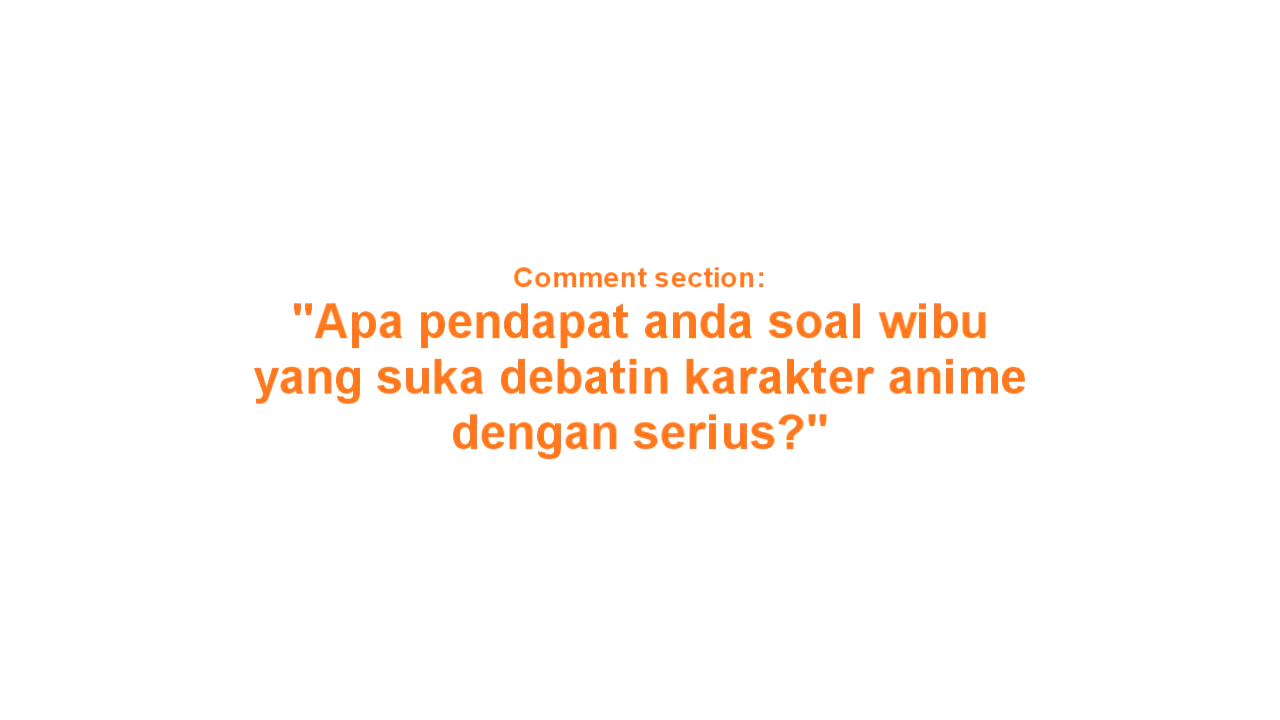 Comment section:
"Apa pendapat anda soal wibu
yang suka debatin karakter anime
dengan serius?"